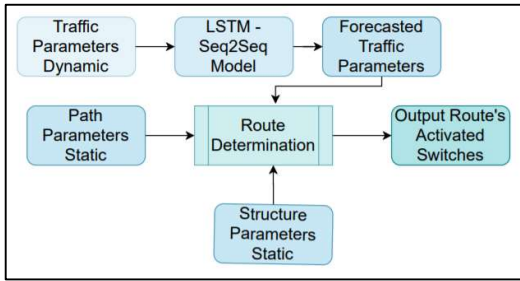 Traffic
Parameters
Dynamic
LSTM -
Seq2Seq
Model
Forecasted
Traffic
Parameters
Path
Parameters
Static
Route
Determination
Output Route's
Activated
Switches
Structure
Parameters
Static